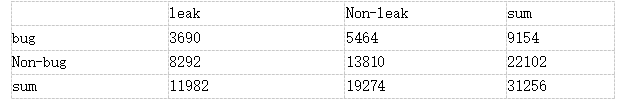 leak Non-leak sum
bug 3690 5464 9154
Non-bug 8292 13810 22102
sum 11982 19274 31256